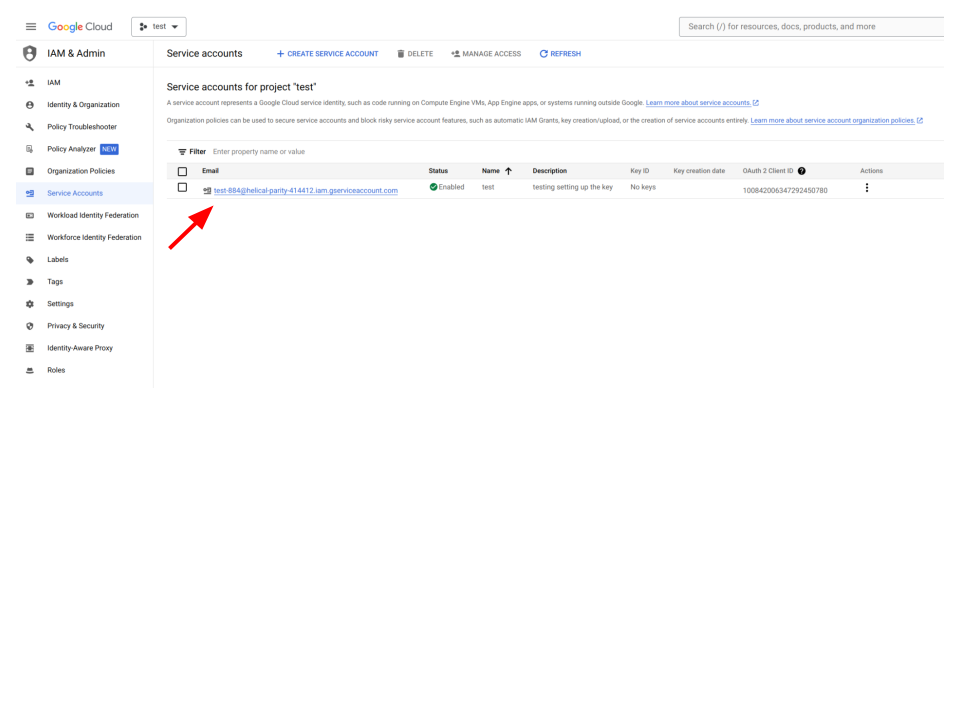 Google Cloud
test
Search (/) for resources, docs, products, and more
IAM & Admin
Service accounts
+ CREATE SERVICE ACCOUNT
DELETE
MANAGE ACCESS
REFRESH
IAM
Identity & Organization
Policy Troubleshooter
Policy Analyzer NEW
Organization Policies
Service Accounts
Workload Identity Federation
Workforce Identity Federation
Labels
Tags
Settings
Privacy & Security
Identity-Aware Proxy
Roles
Service accounts for project "test"
A service account represents a Google Cloud service identity, such as code running on Compute Engine VMs, App Engine apps, or systems running outside Google. Learn more about service accounts.
Organization policies can be used to secure service accounts and block risky service account features, such as automatic IAM Grants, key creation/upload, or the creation of service accounts entirely. Learn more about service account organization policies.
Filter Enter property name or value
Email Status Name Description Key ID Key creation date OAuth 2 Client ID Actions
test-884@helical-parity-414412.iam.gserviceaccount.com Enabled test testing setting up the key No keys 100842006347292450780